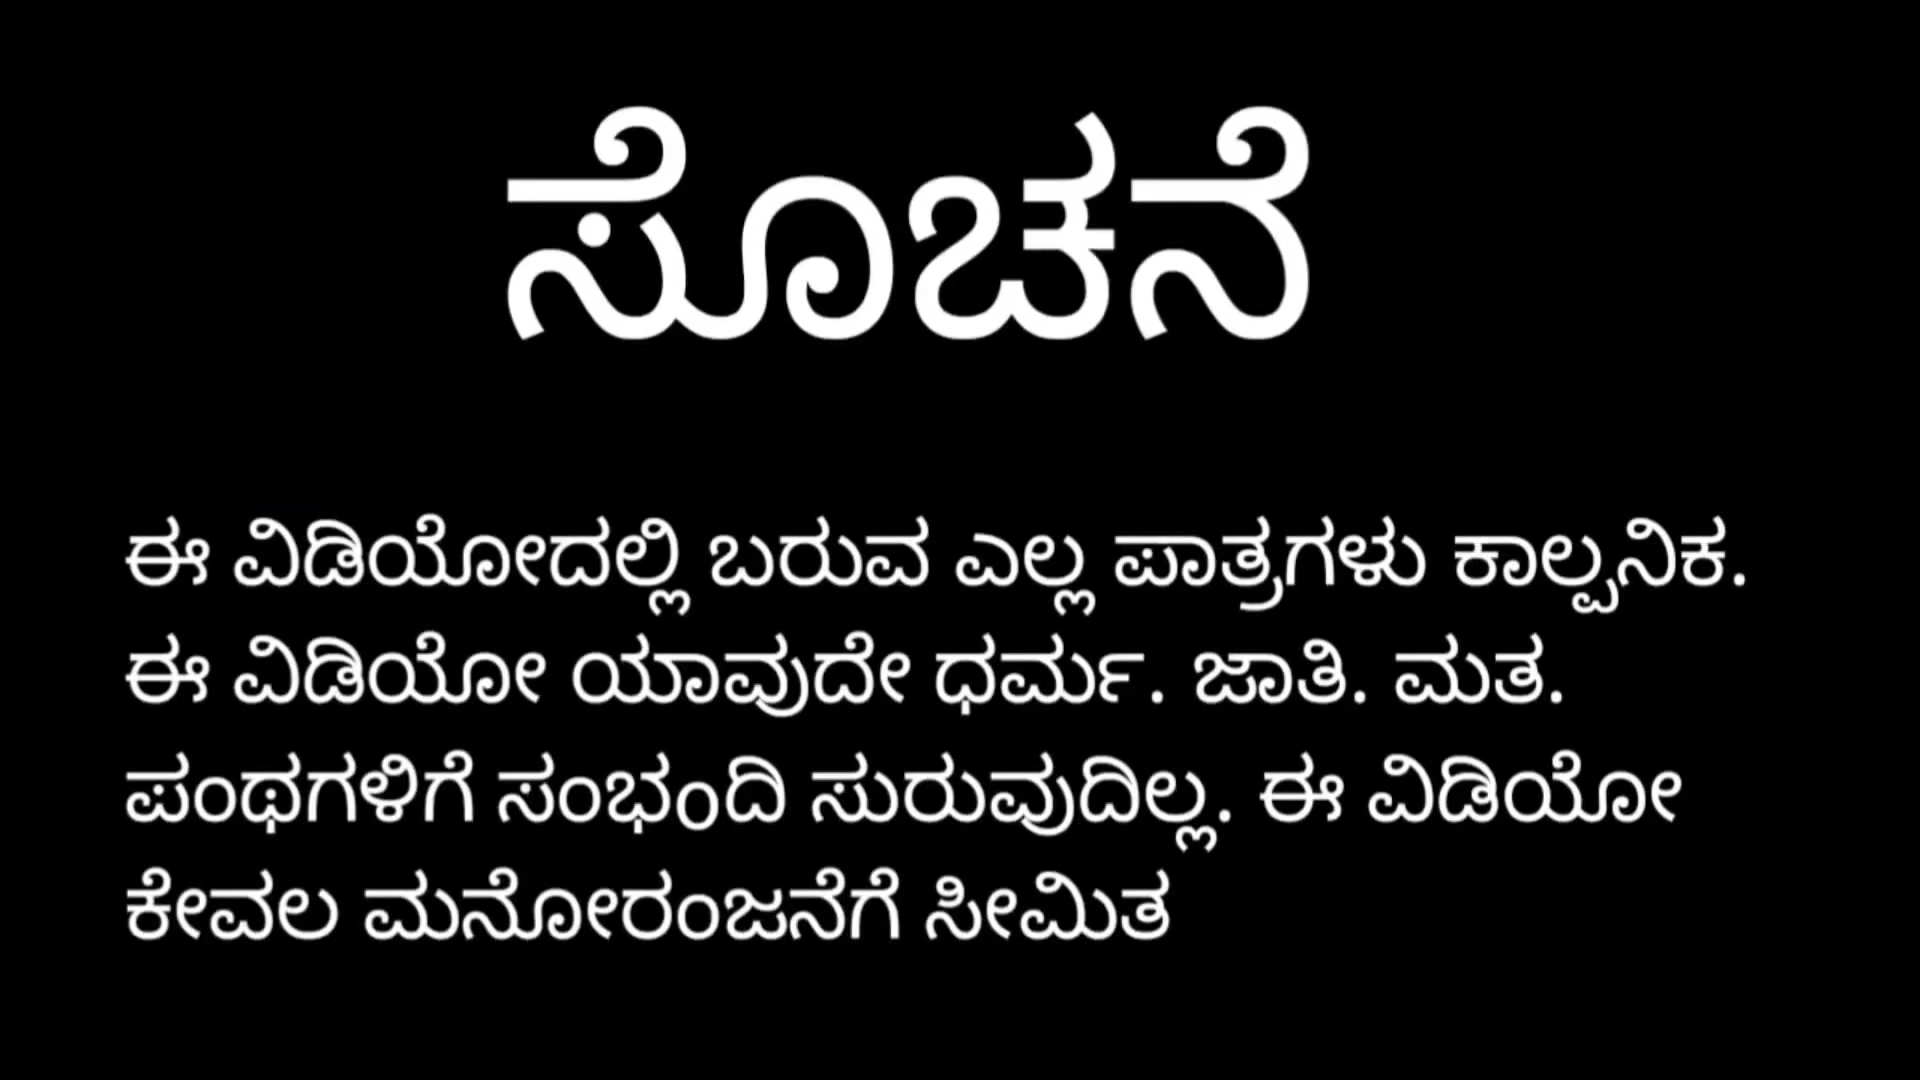 ಸೊಚನೆ
ಈ ವಿಡಿಯೋದಲ್ಲಿ ಬರುವ ಎಲ್ಲ ಪಾತ್ರಗಳು ಕಾಲ್ಪನಿಕ.
ಈ ವಿಡಿಯೋ ಯಾವುದೇ ಧರ್ಮ. ಜಾತಿ. ಮತ.
ಪಂಥಗಳಿಗೆ ಸಂಭಂದಿ ಸುರುವುದಿಲ್ಲ. ಈ ವಿಡಿಯೋ
ಕೇವಲ ಮನೋರಂಜನೆಗೆ ಸೀಮಿತ